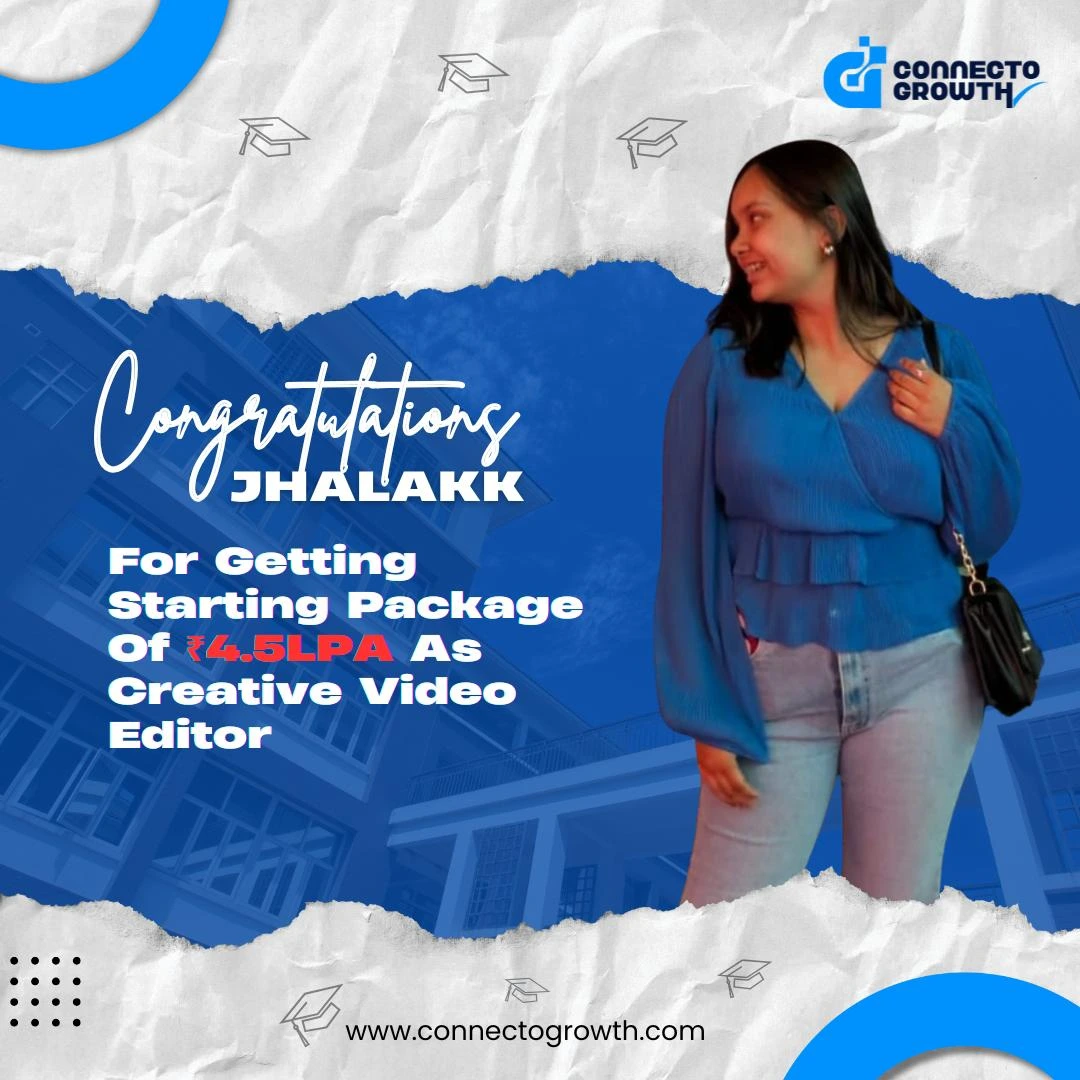 CONNECTO
GROWTH
Congratulations
JHALAKK
For Getting
Starting Package
Of ₹4.5LPA As
Creative Video
Editor
www.connectogrowth.com